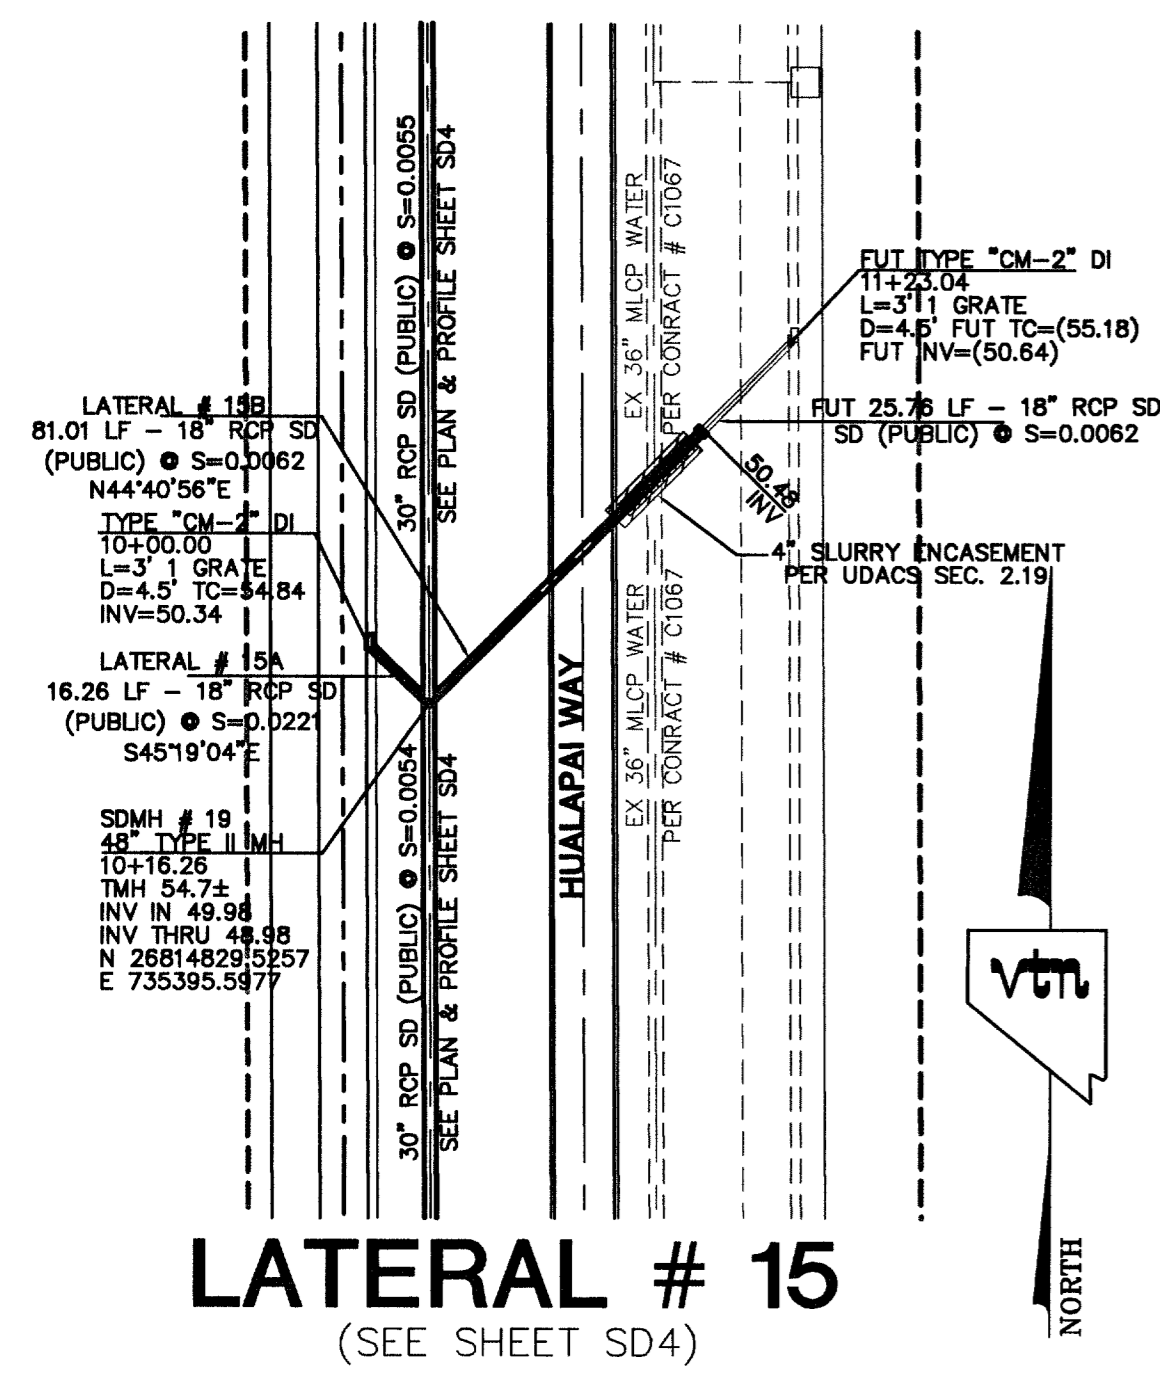 30" RCP SD (PUBLIC) @ S=0.0055
SEE PLAN & PROFILE SHEET SD4
EX 36" MLCP WATER
PER CONRACT # C1067
FUT TYPE "CM-2" DI
11+23.04
L=3' 1 GRATE
D=4.5' FUT TC=(55.18)
FUT INV=(50.64)
LATERAL # 15B
81.01 LF - 18" RCP SD
(PUBLIC) @ S=0.0062
N44°40'56"E
FUT 25.76 LF - 18" RCP SD
SD (PUBLIC) @ S=0.0062
50.48
INV
TYPE "CM-2" DI
10+00.00
L=3' 1 GRATE
D=4.5' TC=54.84
INV=50.34
4" SLURRY ENCASEMENT
PER UDACS SEC. 2.19
LATERAL # 15A
16.26 LF - 18" RCP SD
(PUBLIC) @ S=0.0221
S45°19'04"E
HUALAPAI WAY
EX 36" MLCP WATER
PER CONRACT # C1067
30" RCP SD (PUBLIC) @ S=0.0054
SEE PLAN & PROFILE SHEET SD4
SDMH # 19
48" TYPE II MH
10+16.26
TMH 54.7±
INV IN 49.98
INV THRU 48.98
N 26814829.5257
E 735395.5977
vtn
NORTH
LATERAL # 15
(SEE SHEET SD4)